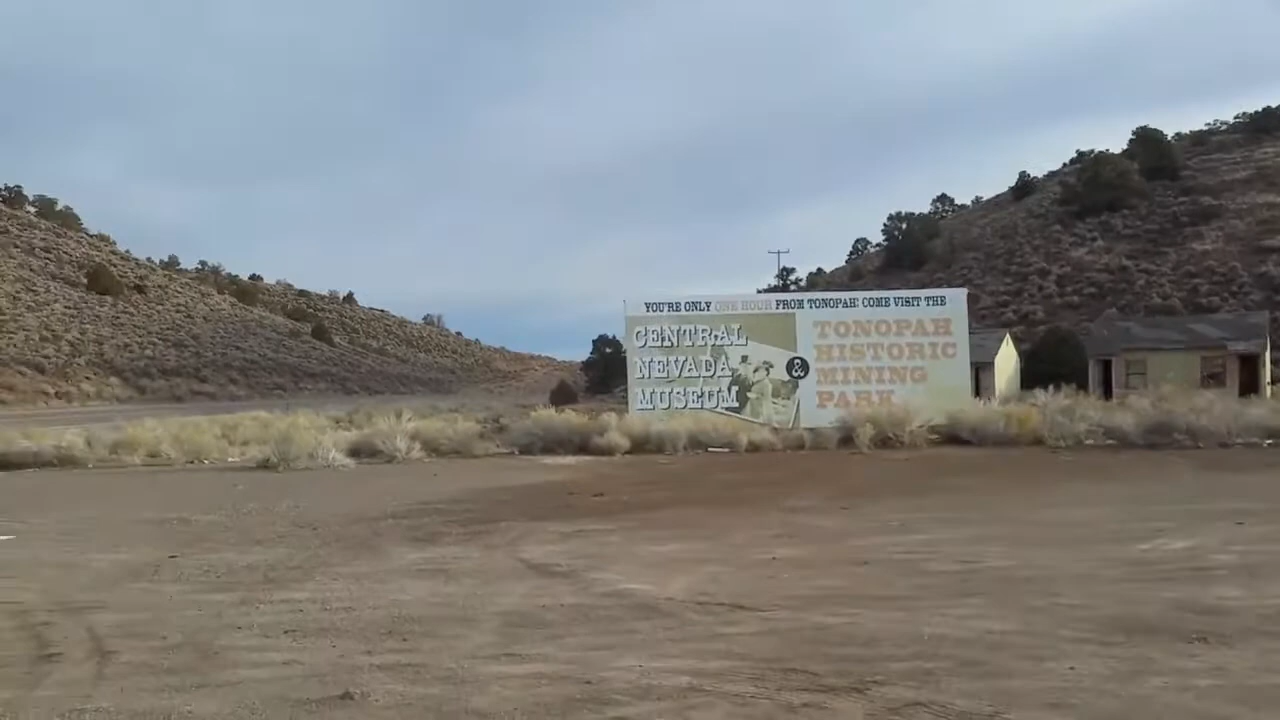 YOU'RE ONLY ONE HOUR FROM TONOPAH! COME VISIT THE
CENTRAL
NEVADA
MUSEUM
&
TONOPAH
HISTORIC
MINING
PARK